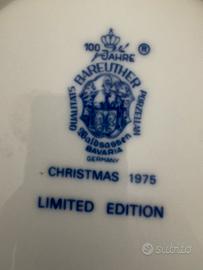 100 JAHRE
BAREUTHER
QUALITÄTS PORZELLAN
Waldsassen
BAVARIA
GERMANY
CHRISTMAS 1975
LIMITED EDITION
subito